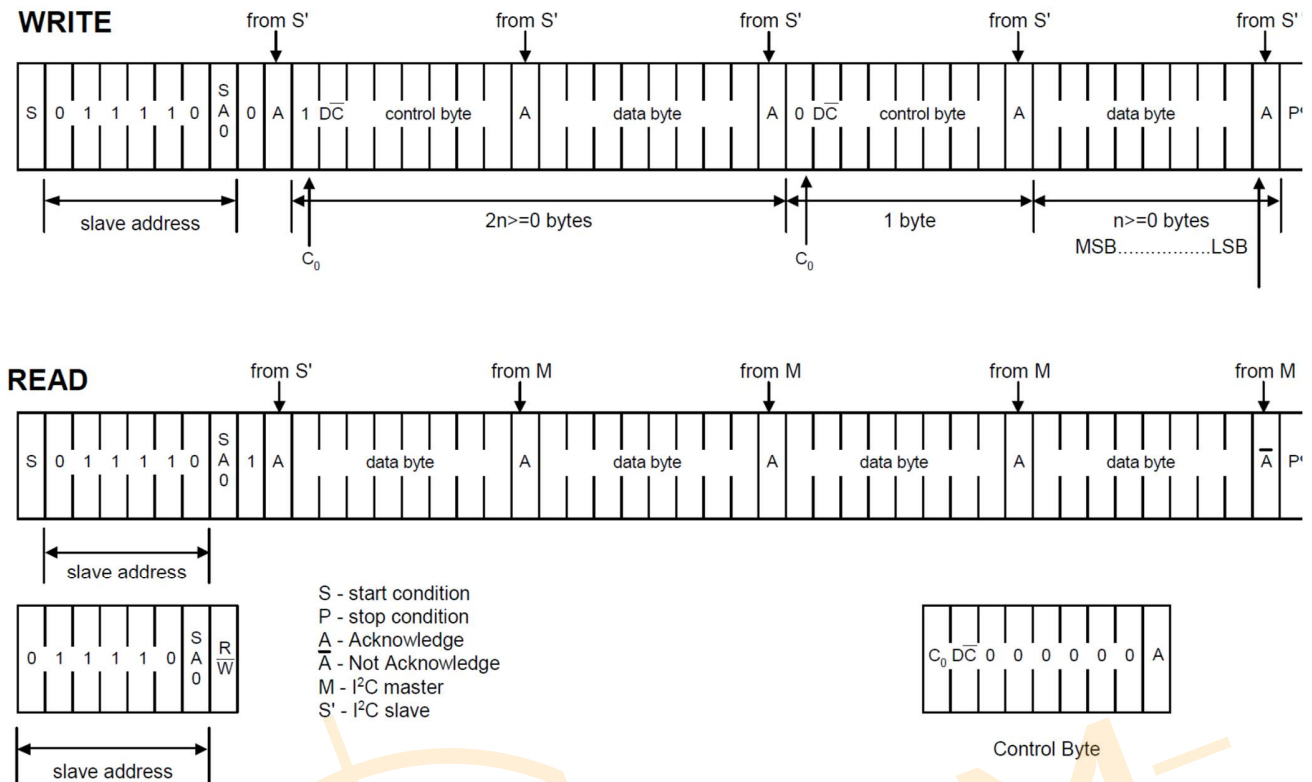 WRITE
from S' from S' from S' from S' from S'
S 0 1 1 1 1 0 SA0 0 A 1 DC̅ control byte A data byte A 0 DC̅ control byte A data byte A P'
slave address 2n>=0 bytes 1 byte n>=0 bytes
C₀ C₀ MSB.................LSB
READ
from S' from M from M from M from M
S 0 1 1 1 1 0 SA0 1 A data byte A data byte A data byte A data byte A̅ P'
slave address
S - start condition
P - stop condition
A - Acknowledge
A̅ - Not Acknowledge
M - I²C master
S' - I²C slave
0 1 1 1 1 0 SA0 R/W̅
slave address
C₀ DC̅ 0 0 0 0 0 0 A
Control Byte